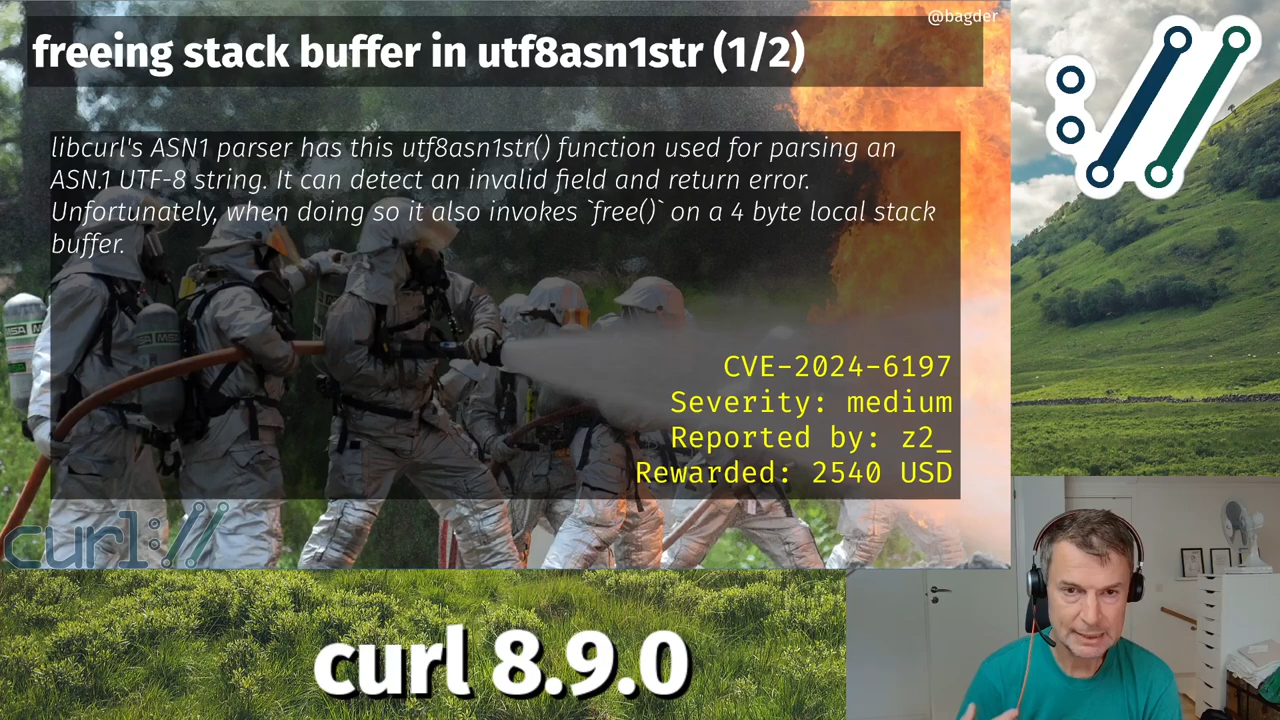 @bagder
freeing stack buffer in utf8asn1str (1/2)
libcurl's ASN1 parser has this utf8asn1str() function used for parsing an
ASN.1 UTF-8 string. It can detect an invalid field and return error.
Unfortunately, when doing so it also invokes `free()` on a 4 byte local stack
buffer.
CVE-2024-6197
Severity: medium
Reported by: z2_
Rewarded: 2540 USD
MSA
MSA
curl://
curl 8.9.0